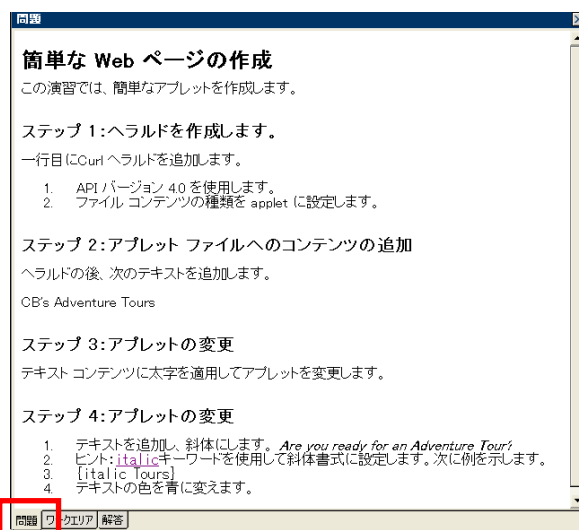 問題
簡単な Web ページの作成
この演習では、簡単なアプレットを作成します。
ステップ 1:ヘラルドを作成します。
一行目にCurl ヘラルドを追加します。
1. API バージョン 4.0 を使用します。
2. ファイル コンテンツの種類を applet に設定します。
ステップ 2:アプレット ファイルへのコンテンツの追加
ヘラルドの後、次のテキストを追加します。
CB's Adventure Tours
ステップ 3:アプレットの変更
テキスト コンテンツに太字を適用してアプレットを変更します。
ステップ 4:アプレットの変更
1. テキストを追加し、斜体にします。 Are you ready for an Adventure Tour?
2. ヒント:italicキーワードを使用して斜体書式に設定します。次に例を示します。
3. {italic Tours}
4. テキストの色を青に変えます。
問題 ワークエリア 解答